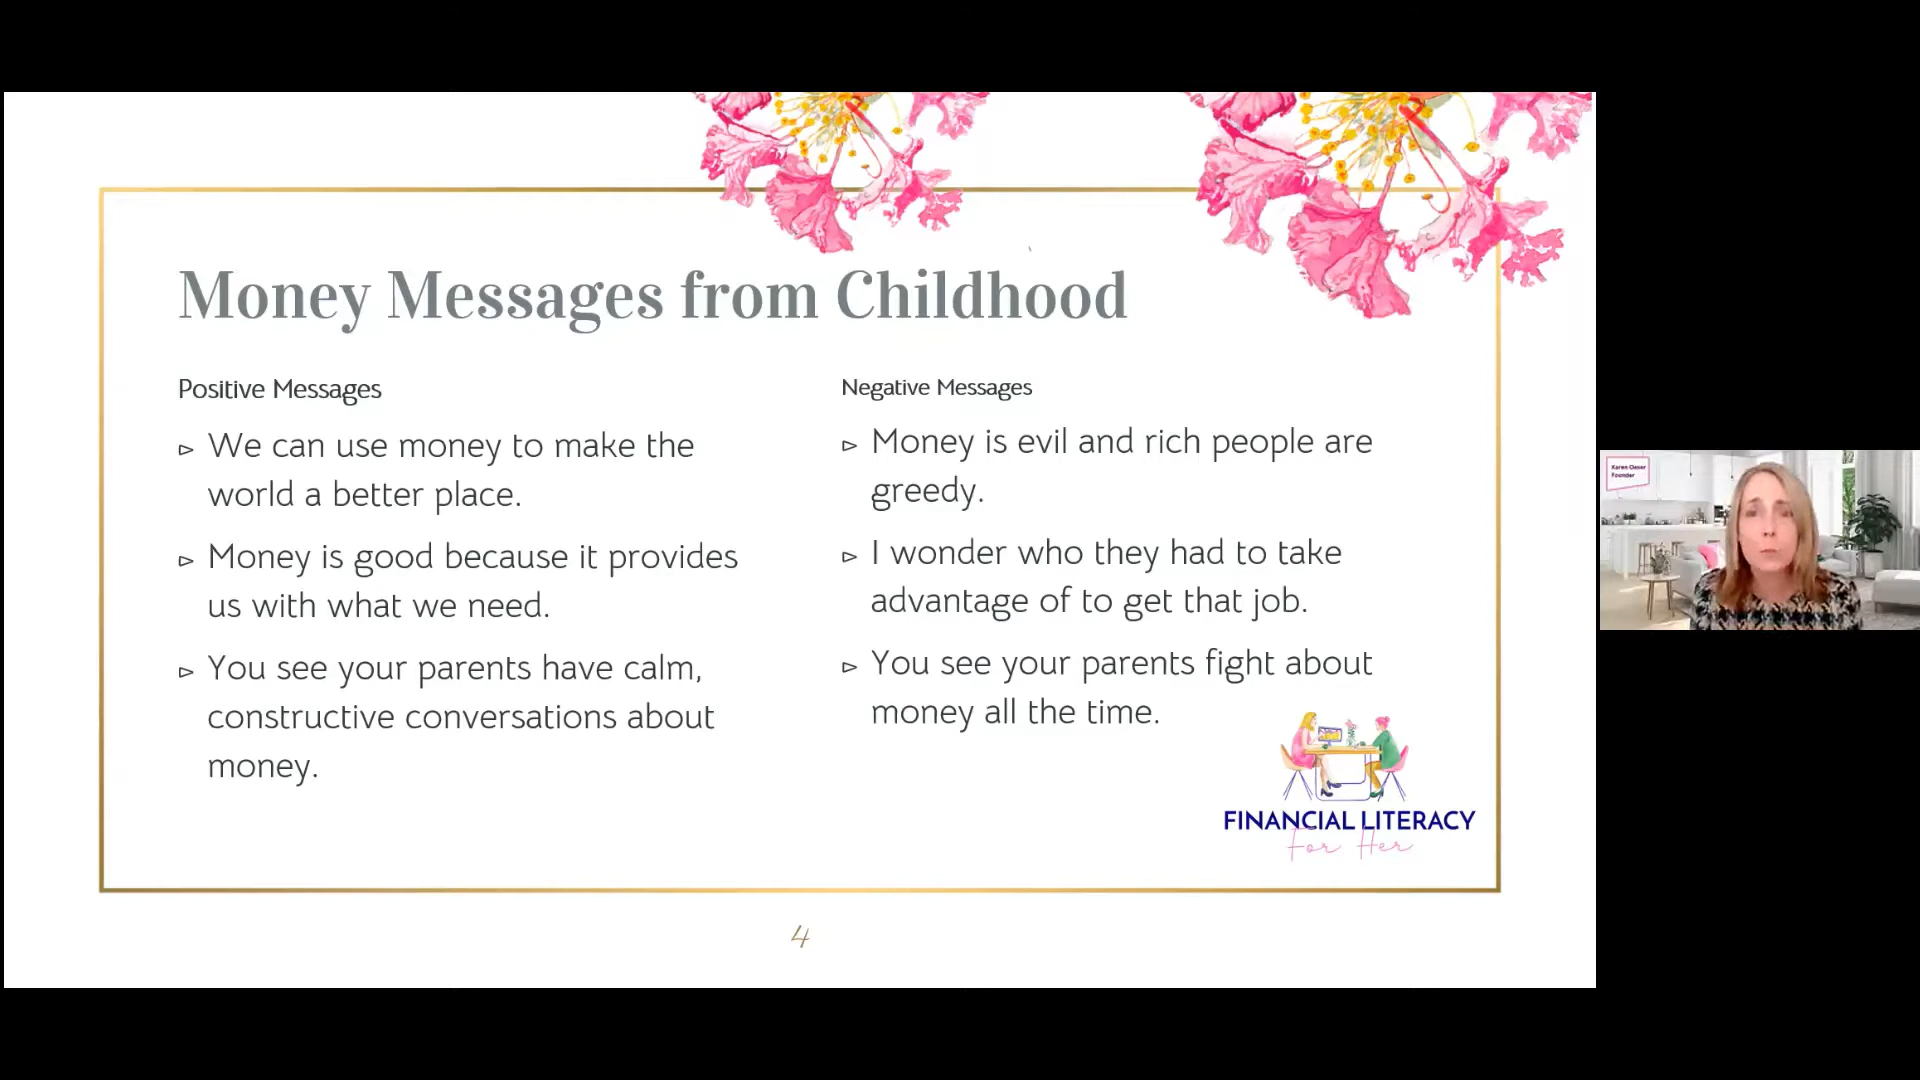 Money Messages from Childhood
Positive Messages
▻ We can use money to make the
world a better place.
▻ Money is good because it provides
us with what we need.
▻ You see your parents have calm,
constructive conversations about
money.
Negative Messages
▻ Money is evil and rich people are
greedy.
▻ I wonder who they had to take
advantage of to get that job.
▻ You see your parents fight about
money all the time.
FINANCIAL LITERACY
For Her
4
Karen Oeser
Founder